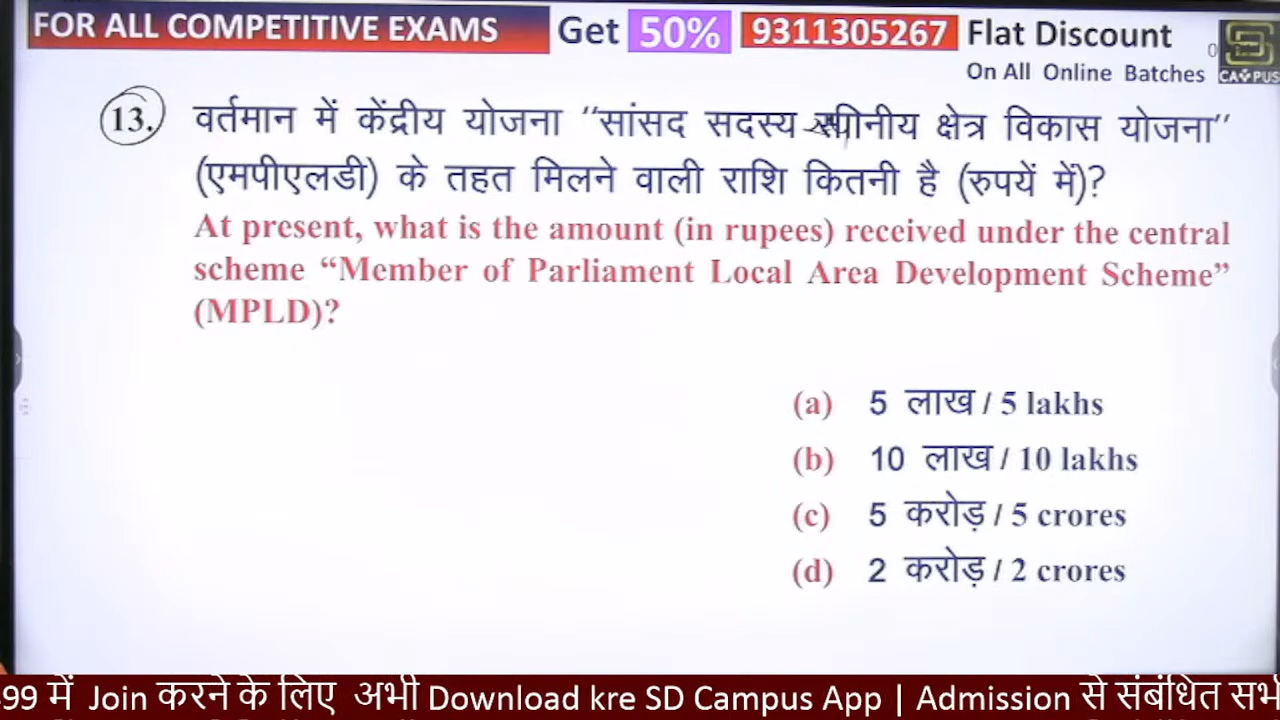 FOR ALL COMPETITIVE EXAMS Get 50% 9311305267 Flat Discount
On All Online Batches
CAMPUS
13. वर्तमान में केंद्रीय योजना "सांसद सदस्य क्षेत्र विकास योजना"
(एमपीएलडी) के तहत मिलने वाली राशि कितनी है (रुपयें में)?
At present, what is the amount (in rupees) received under the central
scheme “Member of Parliament Local Area Development Scheme”
(MPLD)?
(a) 5 लाख / 5 lakhs
(b) 10 लाख / 10 lakhs
(c) 5 करोड़ / 5 crores
(d) 2 करोड़ / 2 crores
99 में Join करने के लिए अभी Download kre SD Campus App | Admission से संबंधित